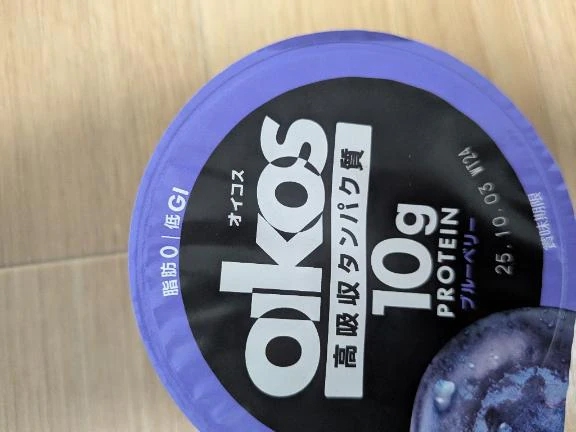 脂肪0|低GI
オイコス
oikos
高吸収タンパク質
10g
PROTEIN
ブルーベリー
25.10.03 W124
賞味期限